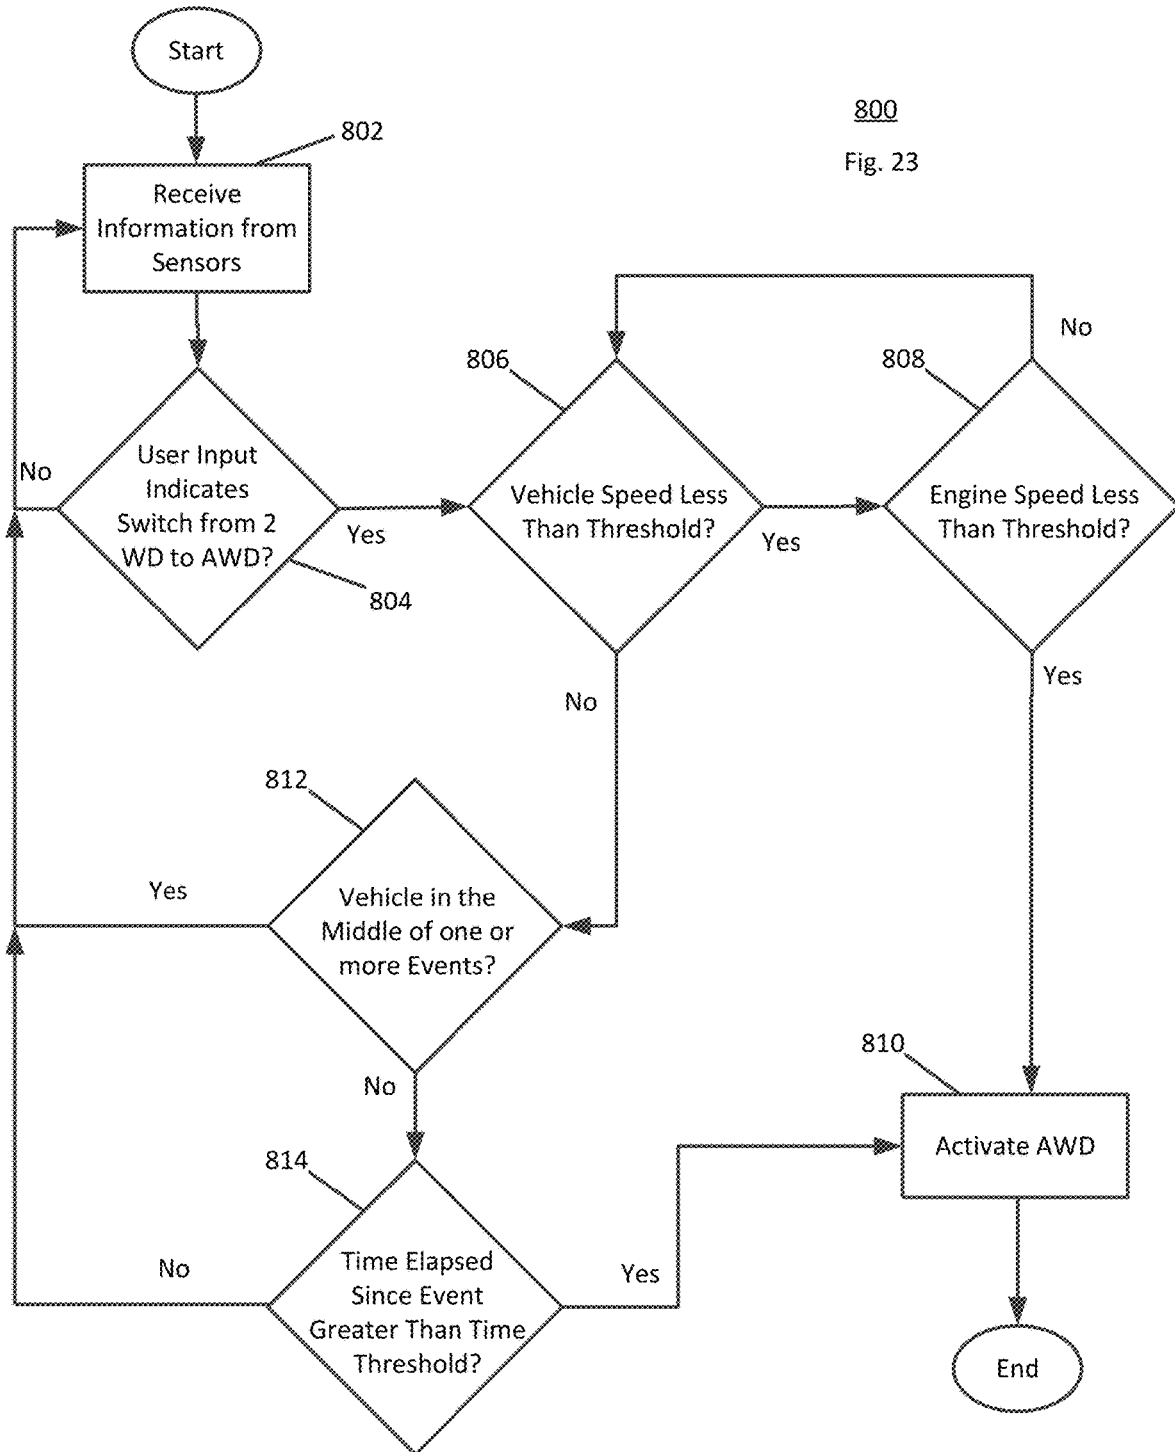 Start
800
Fig. 23
802
Receive
Information from
Sensors
No
User Input
Indicates
Switch from 2
WD to AWD?
Yes
804
806
Vehicle Speed Less
Than Threshold?
Yes
No
808
Engine Speed Less
Than Threshold?
No
Yes
812
Vehicle in the
Middle of one or
more Events?
Yes
No
814
Time Elapsed
Since Event
Greater Than Time
Threshold?
No
Yes
810
Activate AWD
End